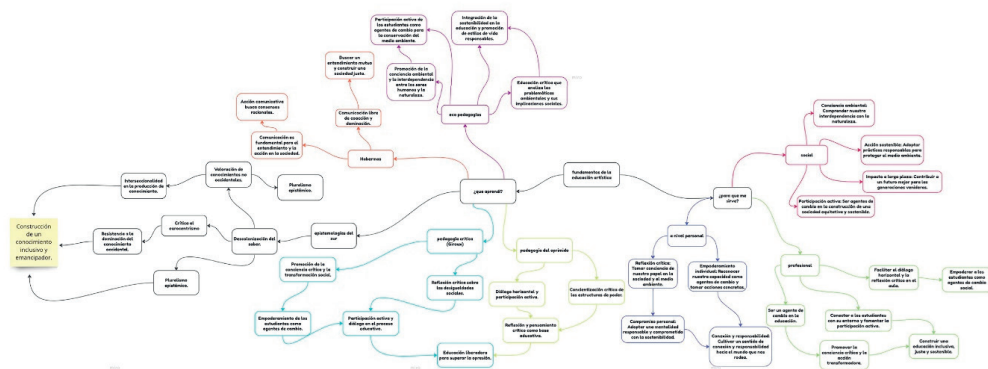 Participación activa de
los estudiantes como
agentes de cambio para
la conservación del
medio ambiente.
Integración de la
sostenibilidad en la
educación y promoción
de estilos de vida
responsables.
Buscar un
entendimiento mutuo
y construir una
sociedad justa.
Promoción de la
conciencia ambiental
y la interdependencia
entre los seres
humanos y la
naturaleza.
Educación crítica que
analiza las
problemáticas
ambientales y sus
implicaciones sociales.
Acción comunicativa
busca consensos
racionales.
Comunicación libre
de coacción y
dominación.
eco pedagogías
Comunicación es
fundamental para el
entendimiento y la
acción en la sociedad.
Habermas
Conciencia ambiental:
Comprender nuestra
interdependencia con la
naturaleza.
social
Acción sostenible: Adoptar
prácticas responsables para
proteger el medio ambiente.
Impacto a largo plazo: Contribuir a
un futuro mejor para las
generaciones venideras.
Participación activa: Ser agentes de
cambio en la construcción de una
sociedad equitativa y sostenible.
Interseccionalidad
en la producción de
conocimiento.
Valoración de
conocimientos no
occidentales.
Pluralismo
epistémico.
fundamentos de la
educación artística
¿que aprendí?
¿para que me
sirve?
Construcción
de un
conocimiento
inclusivo y
emancipador.
Resistencia a la
dominación del
conocimiento
occidental.
Crítica al
eurocentrismo
Descolonización del
saber.
epistemologías del
sur
Pluralismo
epistémico.
pedagogía crítica
(Giroux)
pedagogía del oprimido
a nivel personal
profesional
Promoción de la
conciencia crítica y la
transformación social.
Reflexión crítica sobre
las desigualdades
sociales.
Diálogo horizontal y
participación activa.
Concientización crítica de
las estructuras de poder.
Reflexión crítica:
Tomar conciencia de
nuestro papel en la
sociedad y el medio
ambiente.
Empoderamiento
individual: Reconocer
nuestra capacidad como
agentes de cambio y
tomar acciones concretas.
Facilitar el diálogo
horizontal y la
reflexión crítica en el
aula.
Empoderar a los
estudiantes como
agentes de cambio
social.
Empoderamiento de los
estudiantes como
agentes de cambio.
Participación activa y
diálogo en el proceso
educativo.
Reflexión y pensamiento
crítico como base
educativa.
Educación liberadora
para superar la opresión.
Compromiso personal:
Adoptar una mentalidad
responsable y comprometida
con la sostenibilidad.
Conexión y responsabilidad:
Cultivar un sentido de
conexión y responsabilidad
hacia el mundo que nos
rodea.
Ser un agente de
cambio en la
educación.
Conectar a los estudiantes
con su entorno y fomentar la
participación activa.
Promover la
conciencia crítica y la
acción
transformadora.
Construir una
educación inclusiva,
justa y sostenible.